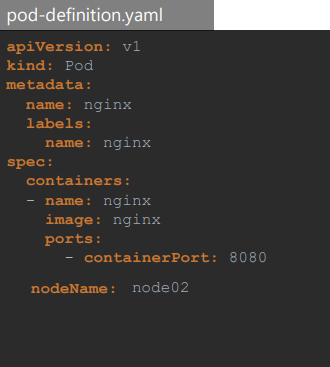 pod-definition.yaml
apiVersion: v1
kind: Pod
metadata:
  name: nginx
  labels:
    name: nginx
spec:
  containers:
  - name: nginx
    image: nginx
    ports:
      - containerPort: 8080
  nodeName: node02